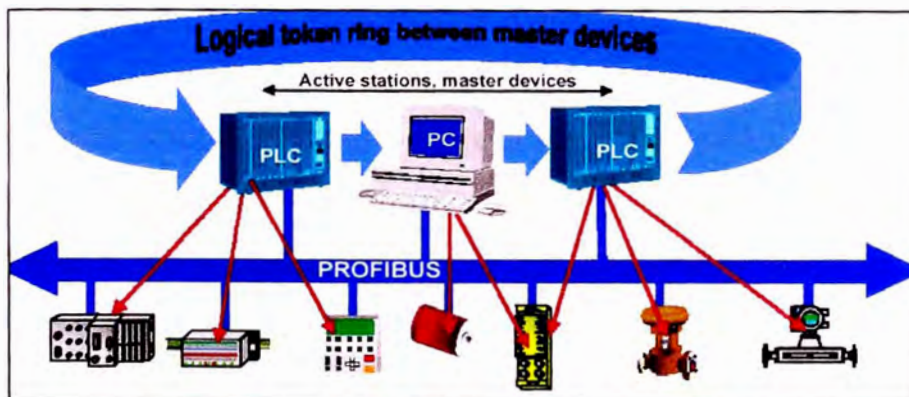 Logical token ring between master devices
Active stations, master devices
PLC
PC
PLC
PROFIBUS